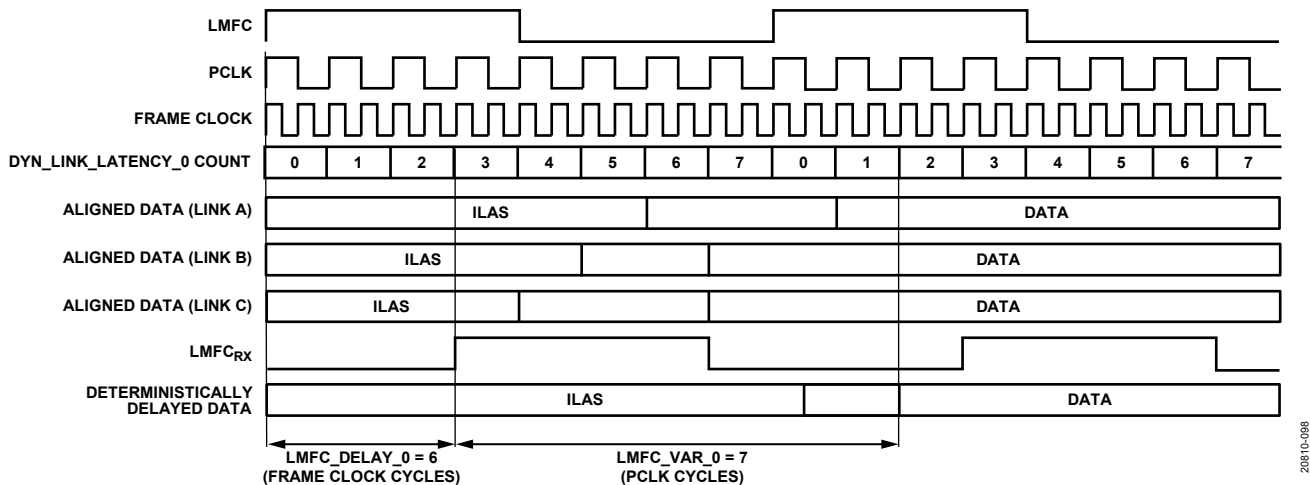 LMFC
PCLK
FRAME CLOCK
DYN_LINK_LATENCY_0 COUNT 0 1 2 3 4 5 6 7 0 1 2 3 4 5 6 7
ALIGNED DATA (LINK A) ILAS DATA
ALIGNED DATA (LINK B) ILAS DATA
ALIGNED DATA (LINK C) ILAS DATA
LMFCRX
DETERMINISTICALLY
DELAYED DATA
ILAS DATA
LMFC_DELAY_0 = 6
(FRAME CLOCK CYCLES)
LMFC_VAR_0 = 7
(PCLK CYCLES)
20810-098